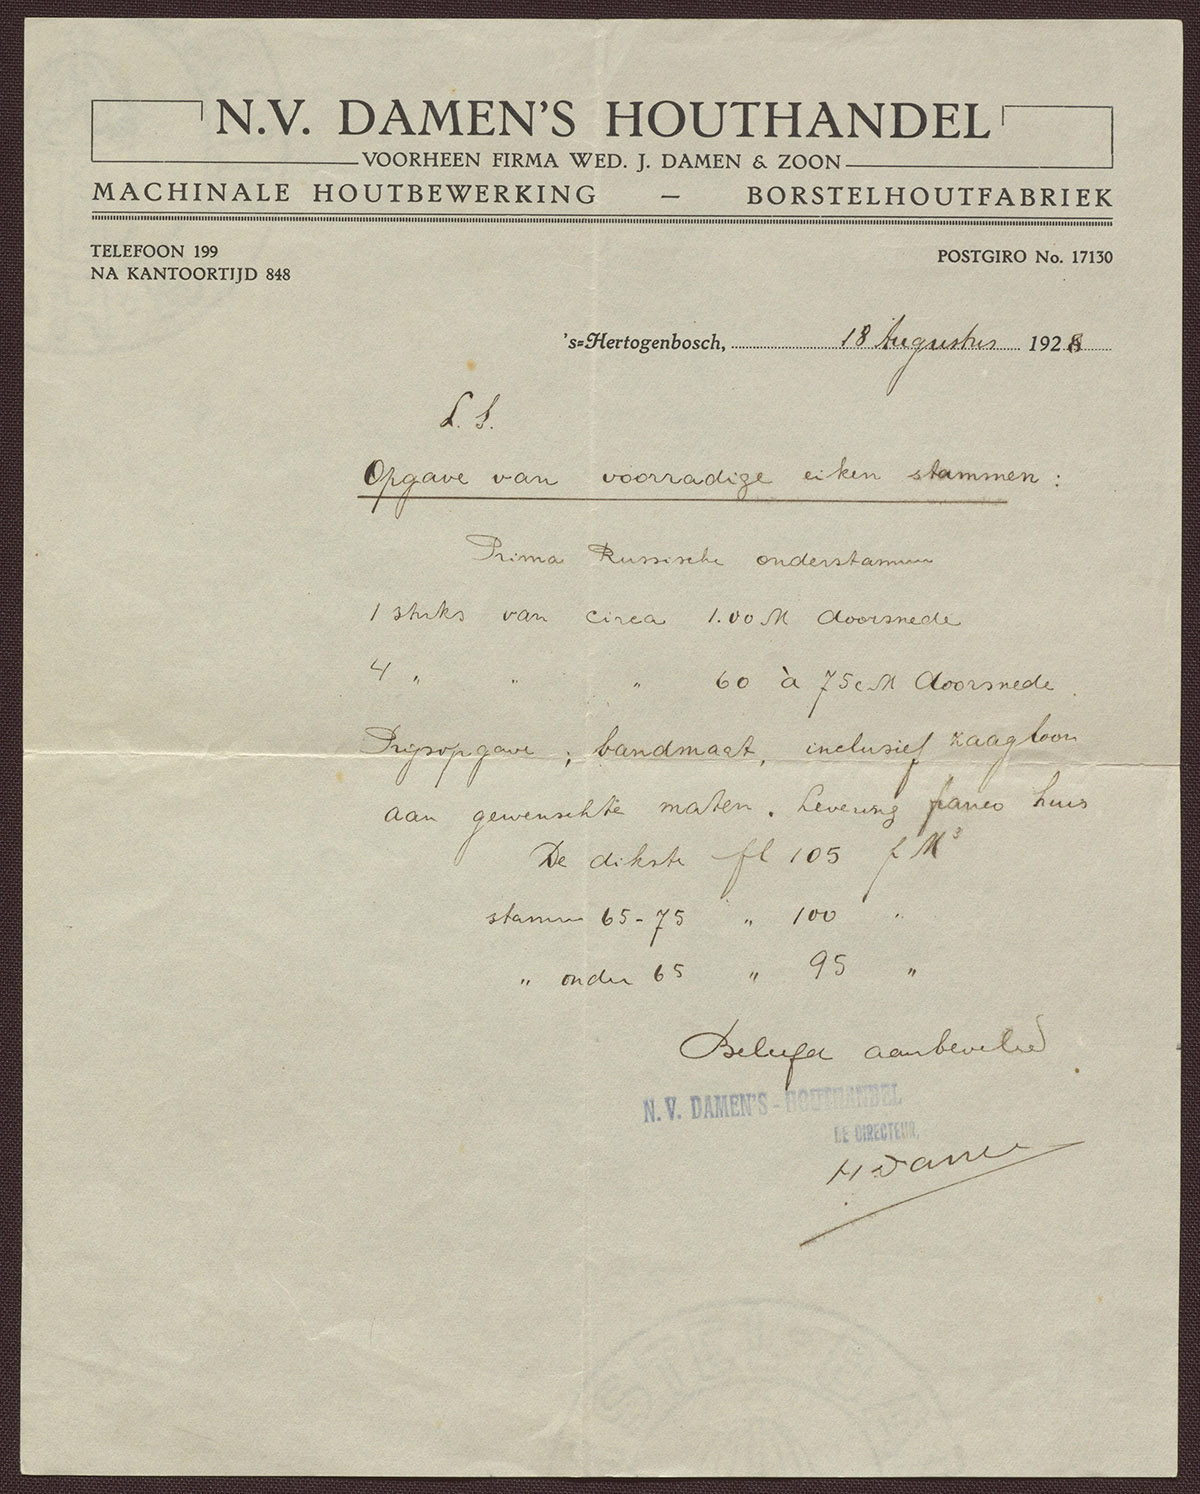 N.V. DAMEN'S HOUTHANDEL
VOORHEEN FIRMA WED. J. DAMEN & ZOON
MACHINALE HOUTBEWERKING — BORSTELHOUTFABRIEK
TELEFOON 199
NA KANTOORTIJD 848
POSTGIRO No. 17130
's=Hertogenbosch, 18 Augustus 1928
L. S.
Opgave van voorradige eiken stammen :
Prima Russische onderstammen
1 stuks van circa 1.00 M doorsnede
4 " " " 60 à 75 cM doorsnede.
Prijsopgave ; bandmaat, inclusief zaagloon
aan gewenschte maten. Levering franco huis
De dikste fl 105 p M³
stammen 65-75 " 100 "
" onder 65 " 95 "
Beleefd aanbevelend
N.V. DAMEN'S - HOUTHANDEL
DE DIRECTEUR,
H Damen